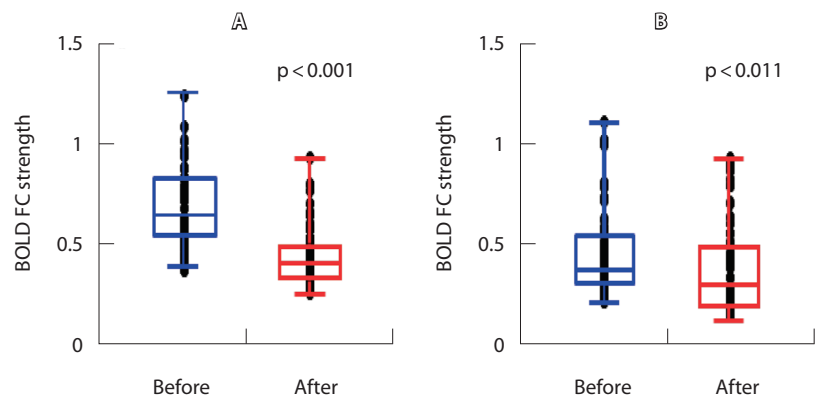 A
1.5
1
0.5
0
BOLD FC strength
p < 0.001
Before After
B
1.5
1
0.5
0
BOLD FC strength
p < 0.011
Before After